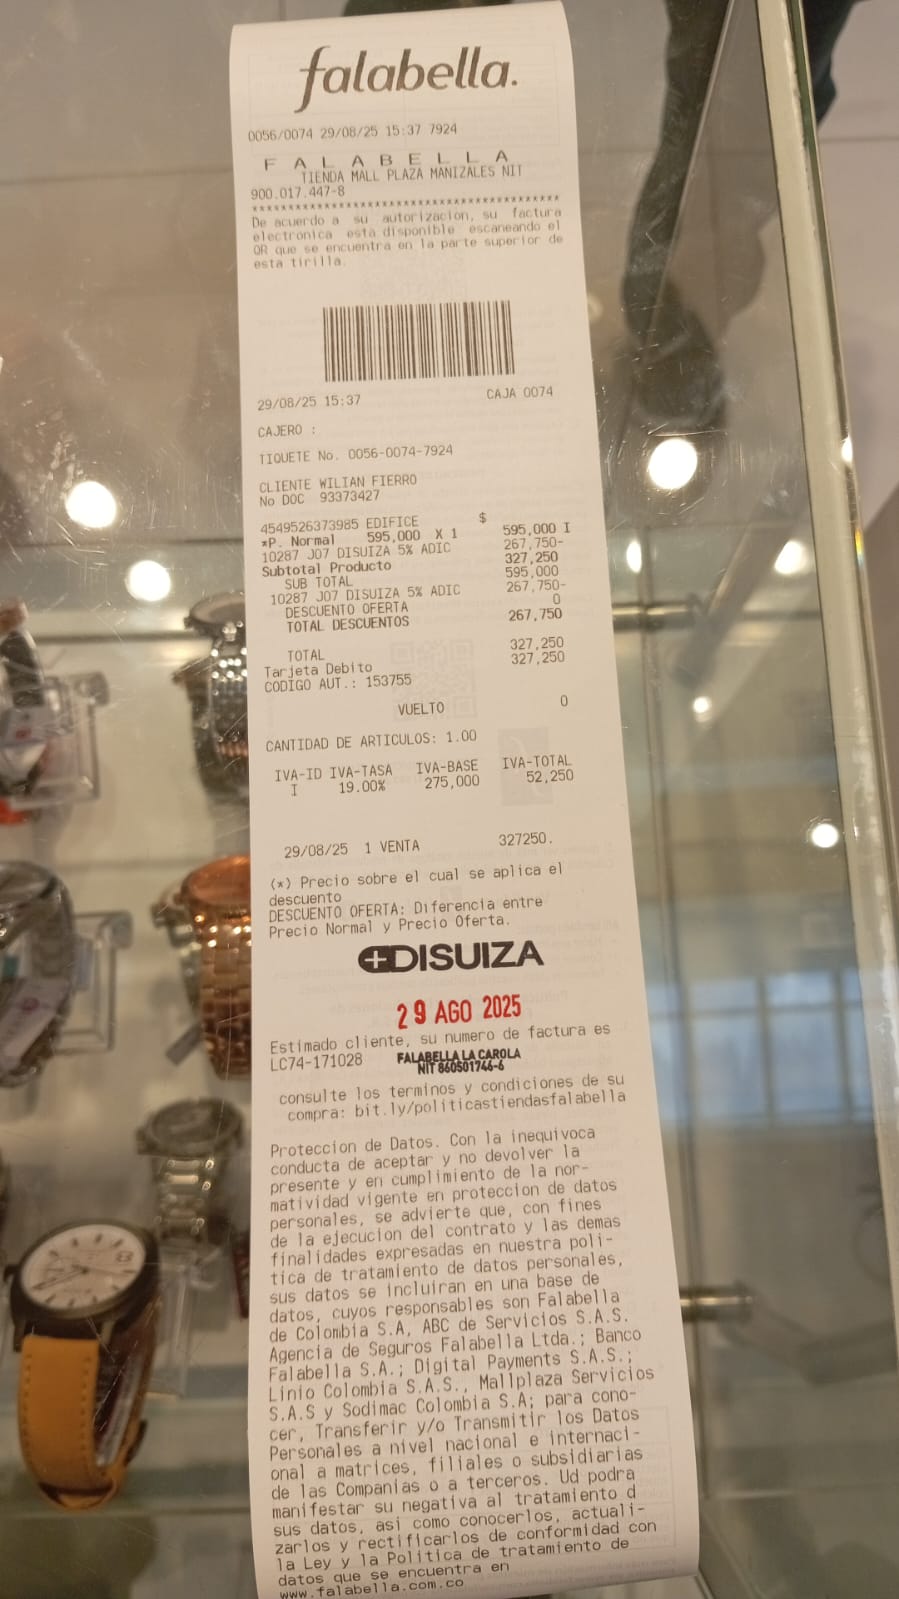 falabella.
0056/0074 29/08/25 15:37 7924
F A L A B E L L A
TIENDA MALL PLAZA MANIZALES NIT
900.017.447-8
*******************************************
De acuerdo a su autorizacion, su factura
electronica esta disponible escaneando el
QR que se encuentra en la parte superior de
esta tirilla.
29/08/25 15:37 CAJA 0074
CAJERO :
TIQUETE No. 0056-0074-7924
CLIENTE WILIAN FIERRO
No DOC 93373427
4549526373985 EDIFICE $
*P. Normal 595,000 X 1 595,000 I
10287 J07 DISUIZA 5% ADIC 267,750-
Subtotal Producto 327,250
SUB TOTAL 595,000
10287 J07 DISUIZA 5% ADIC 267,750-
DESCUENTO OFERTA 0
TOTAL DESCUENTOS 267,750
TOTAL 327,250
Tarjeta Debito 327,250
CODIGO AUT.: 153755
VUELTO 0
CANTIDAD DE ARTICULOS: 1.00
IVA-ID IVA-TASA IVA-BASE IVA-TOTAL
I 19.00% 275,000 52,250
29/08/25 1 VENTA 327250.
(*) Precio sobre el cual se aplica el
descuento
DESCUENTO OFERTA: Diferencia entre
Precio Normal y Precio Oferta.
DISUIZA
29 AGO 2025
Estimado cliente, su numero de factura es
LC74-171028
FALABELLA LA CAROLA
NIT 860501746-6
consulte los terminos y condiciones de su
compra: bit.ly/politicastiendasfalabella
Proteccion de Datos. Con la inequivoca
conducta de aceptar y no devolver la
presente y en cumplimiento de la nor-
matividad vigente en proteccion de datos
personales, se advierte que, con fines
de la ejecucion del contrato y las demas
finalidades expresadas en nuestra poli-
tica de tratamiento de datos personales,
sus datos se incluiran en una base de
datos, cuyos responsables son Falabella
de Colombia S.A, ABC de Servicios S.A.S.
Agencia de Seguros Falabella Ltda.; Banco
Falabella S.A.; Digital Payments S.A.S.;
Linio Colombia S.A.S., Mallplaza Servicios
S.A.S y Sodimac Colombia S.A; para cono-
cer, Transferir y/o Transmitir los Datos
Personales a nivel nacional e internaci-
onal a matrices, filiales o subsidiarias
de las Companias o a terceros. Ud podra
manifestar su negativa al tratamiento d
sus datos, asi como conocerlos, actuali-
zarlos y rectificarlos de conformidad con
la Ley y la Politica de tratamiento de
datos que se encuentra en
www.falabella.com.co